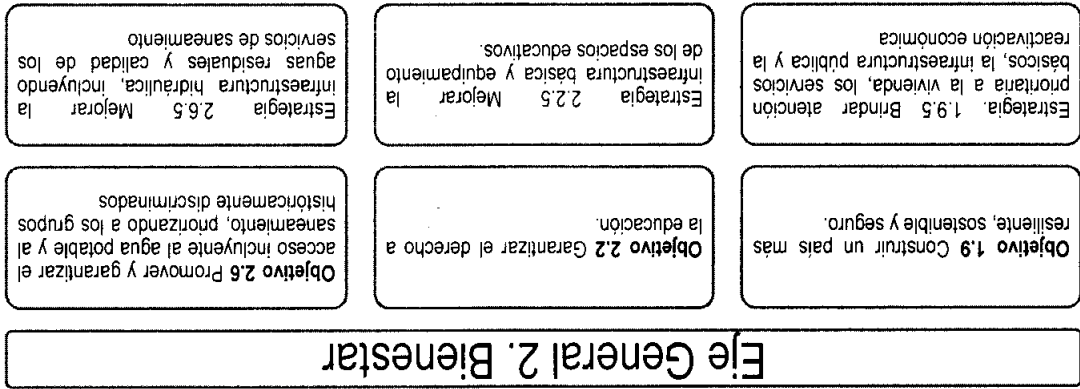 Eje General 2. Bienestar
Objetivo 1.9 Construir un país más
resiliente, sostenible y seguro.
Objetivo 2.2 Garantizar el derecho a
la educación.
Objetivo 2.6 Promover y garantizar el
acceso incluyente al agua potable y al
saneamiento, priorizando a los grupos
históricamente discriminados
Estrategia. 1.9.5 Brindar atención
prioritaria a la vivienda, los servicios
básicos, la infraestructura pública y la
reactivación económica
Estrategia 2.2.5 Mejorar la
infraestructura básica y equipamiento
de los espacios educativos.
Estrategia 2.6.5 Mejorar la
infraestructura hidráulica, incluyendo
aguas residuales y calidad de los
servicios de saneamiento